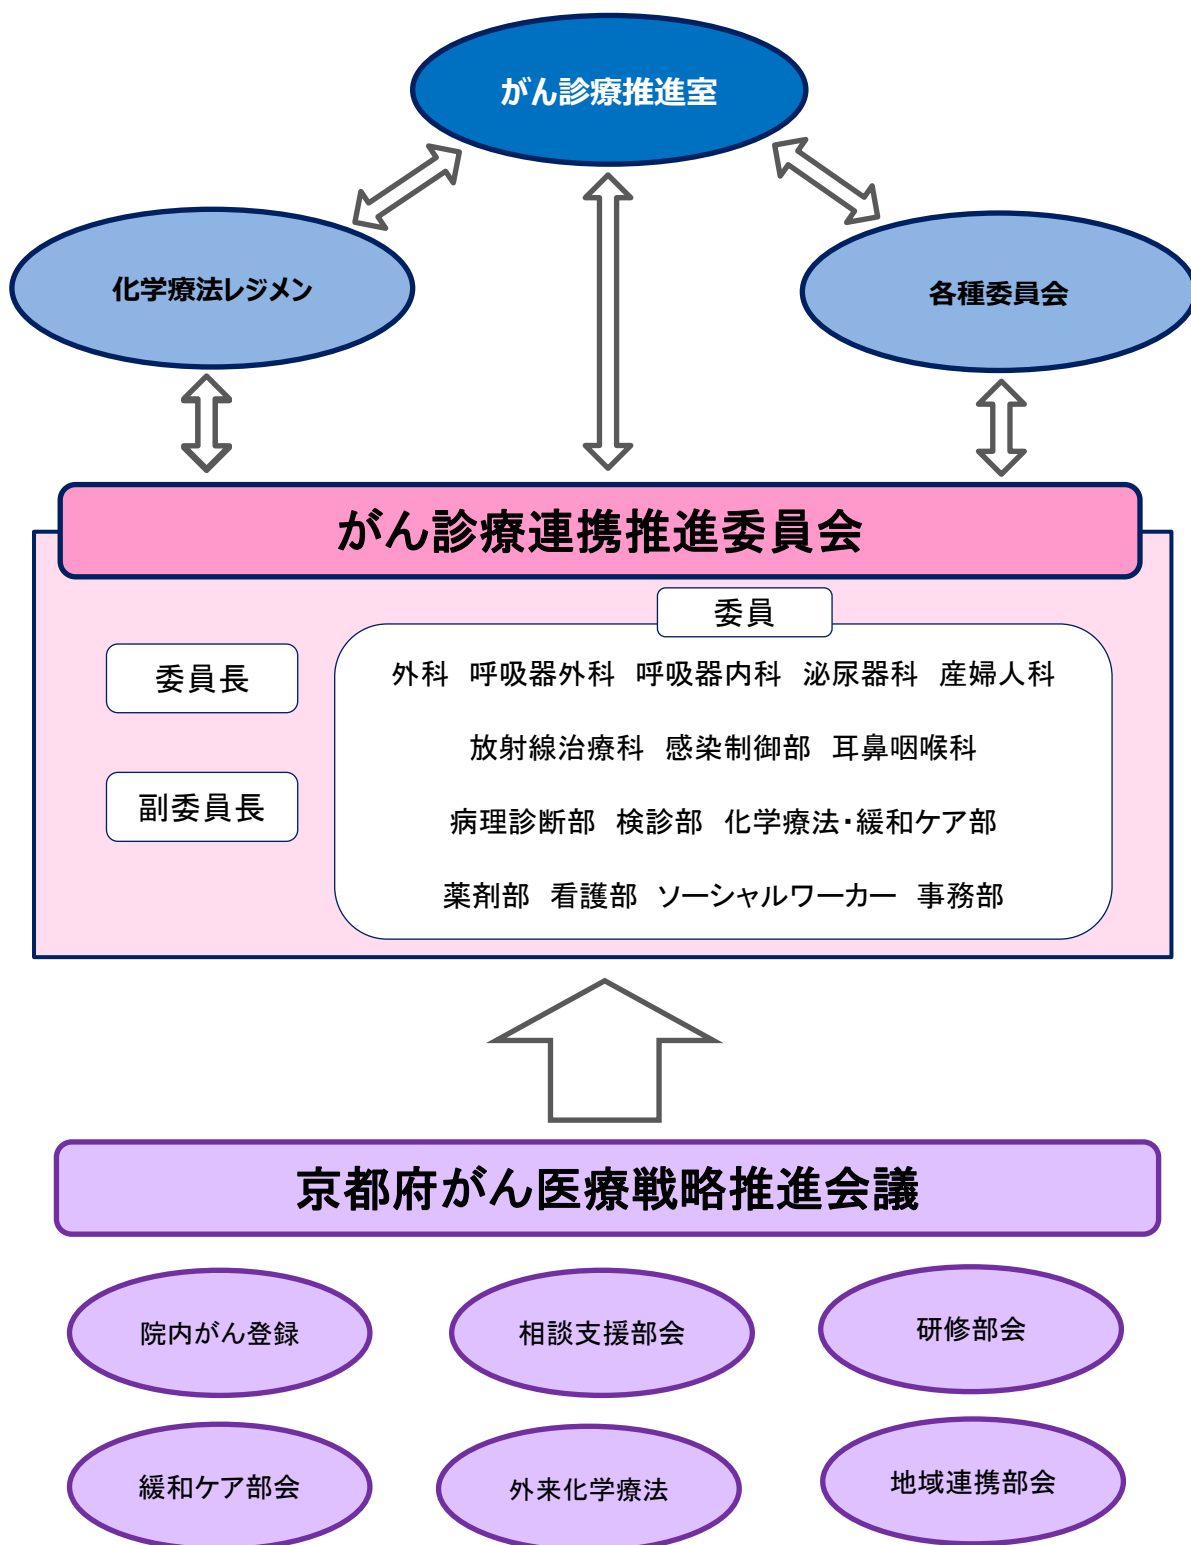 がん診療推進室
化学療法レジメン
各種委員会
がん診療連携推進委員会
委員
委員長
副委員長
外科 呼吸器外科 呼吸器内科 泌尿器科 産婦人科
放射線治療科 感染制御部 耳鼻咽喉科
病理診断部 検診部 化学療法・緩和ケア部
薬剤部 看護部 ソーシャルワーカー 事務部
京都府がん医療戦略推進会議
院内がん登録
相談支援部会
研修部会
緩和ケア部会
外来化学療法
地域連携部会